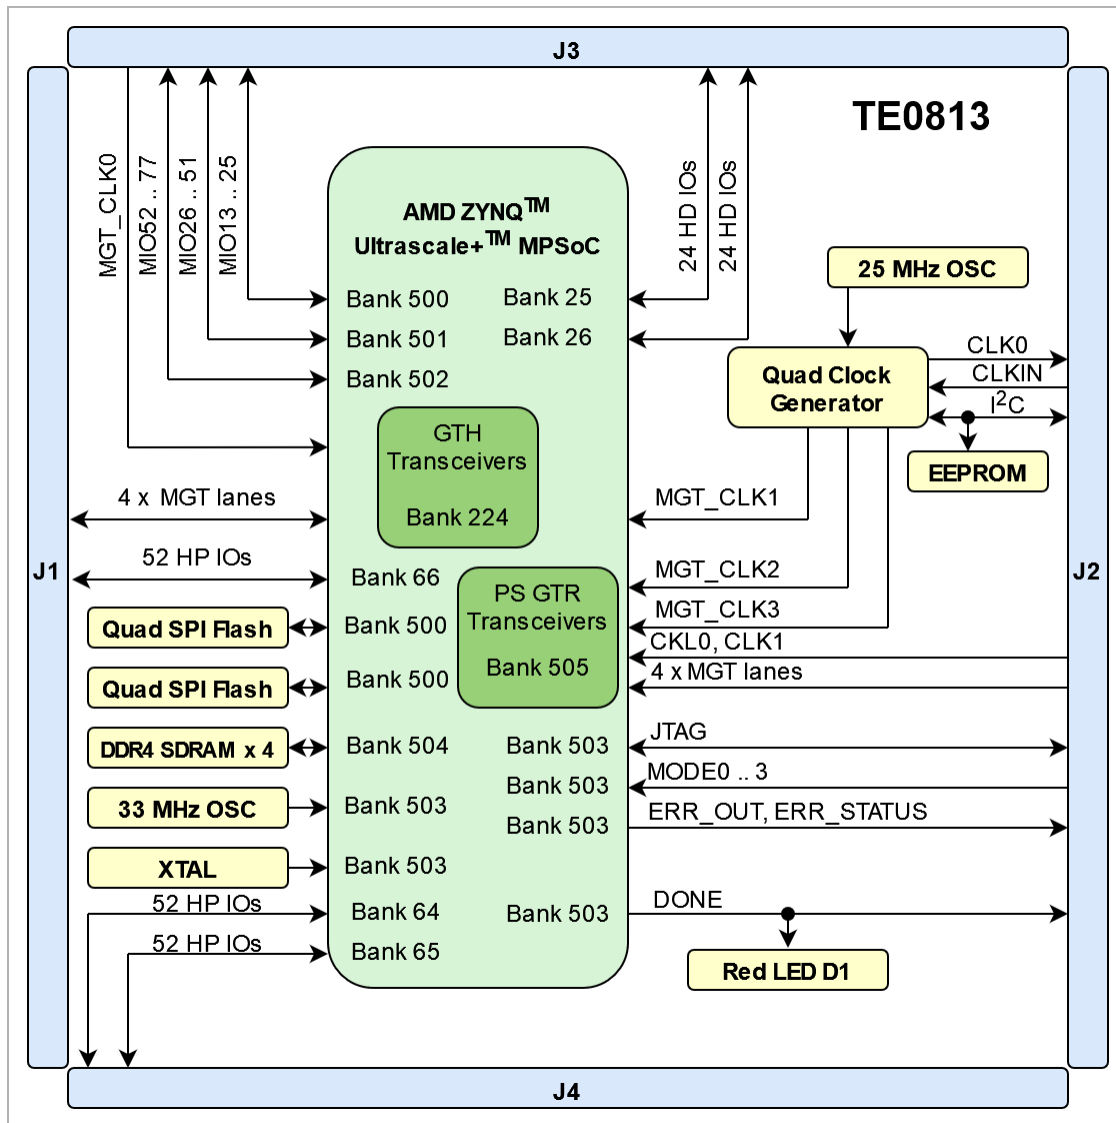 J3
TE0813
MGT_CLK0
MIO52 .. 77
MIO26 .. 51
MIO13 .. 25
24 HD IOs
24 HD IOs
AMD ZYNQ™
Ultrascale+™ MPSoC
Bank 500
Bank 501
Bank 502
Bank 25
Bank 26
25 MHz OSC
Quad Clock
Generator
CLK0
CLKIN
I²C
EEPROM
GTH
Transceivers
Bank 224
4 x MGT lanes
52 HP IOs
MGT_CLK1
MGT_CLK2
MGT_CLK3
CKL0, CLK1
4 x MGT lanes
J1
J2
Bank 66
PS GTR
Transceivers
Bank 505
Quad SPI Flash
Bank 500
Quad SPI Flash
Bank 500
DDR4 SDRAM x 4
Bank 504
33 MHz OSC
Bank 503
XTAL
Bank 503
52 HP IOs
Bank 64
52 HP IOs
Bank 65
Bank 503
JTAG
Bank 503
MODE0 .. 3
Bank 503
ERR_OUT, ERR_STATUS
Bank 503
DONE
Red LED D1
J4